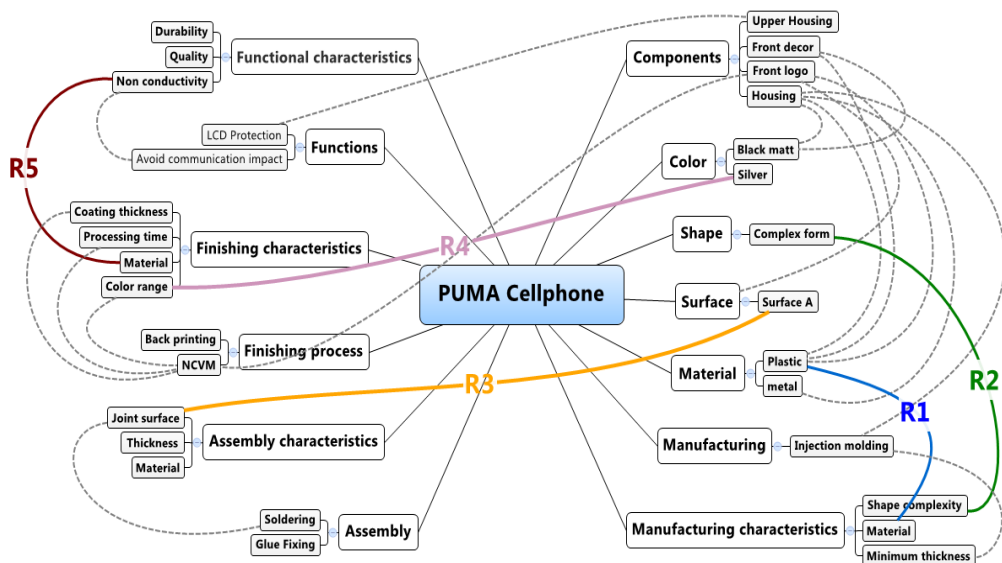 Durability
Quality
Non conductivity
Functional characteristics
LCD Protection
Avoid communication impact
Functions
R5
Coating thickness
Processing time
Material
Color range
Finishing characteristics
Back printing
NCVM
Finishing process
Joint surface
Thickness
Material
Assembly characteristics
Soldering
Glue Fixing
Assembly
PUMA Cellphone
R4
R3
Components
Upper Housing
Front decor
Front logo
Housing
Color
Black matt
Silver
Shape
Complex form
Surface
Surface A
Material
Plastic
metal
R1
R2
Manufacturing
Injection molding
Manufacturing characteristics
Shape complexity
Material
Minimum thickness